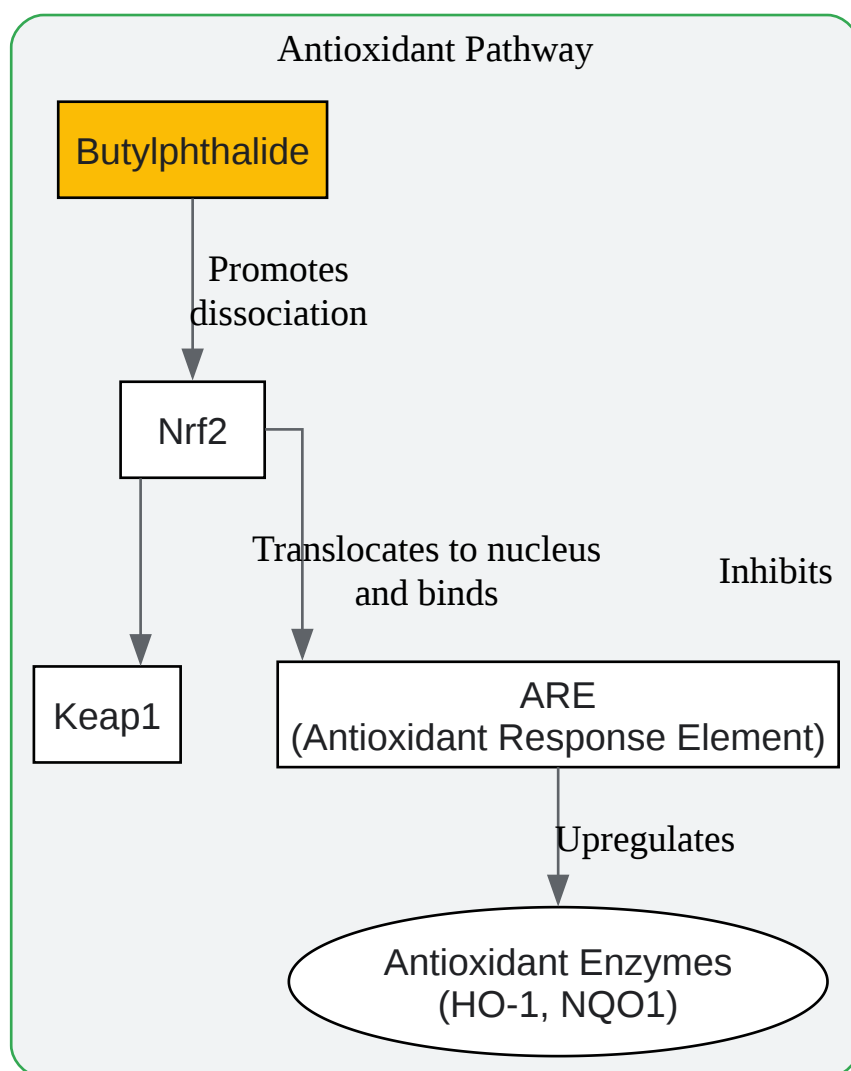 Antioxidant Pathway
Butylphthalide
Promotes
dissociation
Nrf2
Translocates to nucleus
and binds
Inhibits
Keap1
ARE
(Antioxidant Response Element)
Upregulates
Antioxidant Enzymes
(HO-1, NQO1)